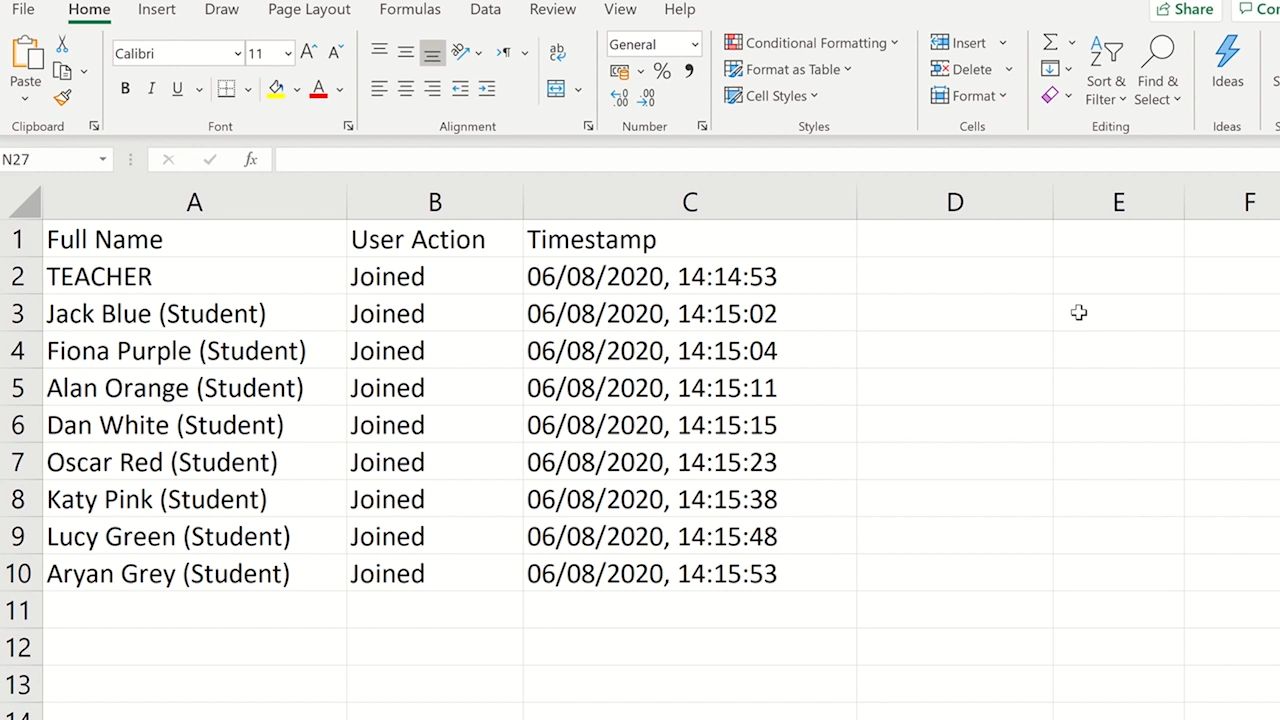 File Home Insert Draw Page Layout Formulas Data Review View Help Share
Paste
Calibri 11
B I U A
ab
General
% 9
Conditional Formatting
Format as Table
Cell Styles
Insert
Delete
Format
Sort & Filter
Find & Select
Ideas
Clipboard Font Alignment Number Styles Cells Editing Ideas
N27 fx
A B C D E F
1 Full Name User Action Timestamp
2 TEACHER Joined 06/08/2020, 14:14:53
3 Jack Blue (Student) Joined 06/08/2020, 14:15:02
4 Fiona Purple (Student) Joined 06/08/2020, 14:15:04
5 Alan Orange (Student) Joined 06/08/2020, 14:15:11
6 Dan White (Student) Joined 06/08/2020, 14:15:15
7 Oscar Red (Student) Joined 06/08/2020, 14:15:23
8 Katy Pink (Student) Joined 06/08/2020, 14:15:38
9 Lucy Green (Student) Joined 06/08/2020, 14:15:48
10 Aryan Grey (Student) Joined 06/08/2020, 14:15:53
11
12
13
14